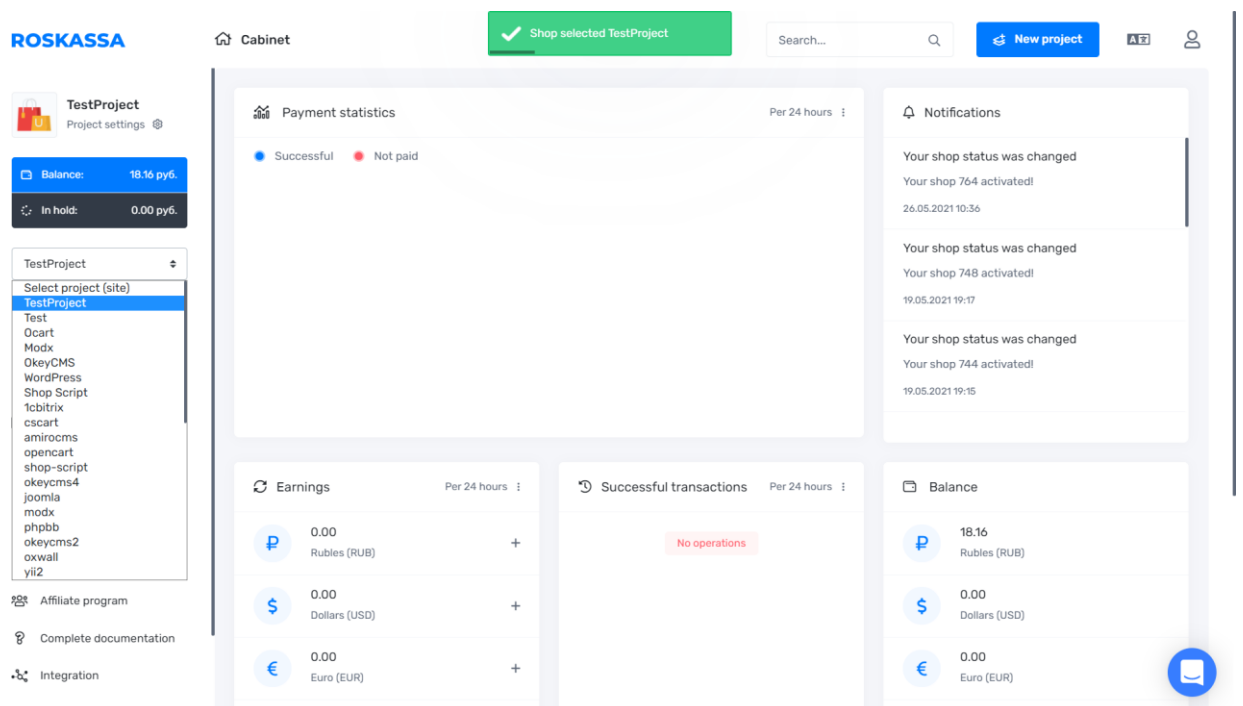 ROSKASSA
Cabinet
Shop selected TestProject
Search...
New project
TestProject
Project settings
Balance: 18.16 руб.
In hold: 0.00 руб.
TestProject
Select project (site)
TestProject
Test
Ocart
Modx
OkeyCMS
WordPress
Shop Script
1cbitrix
cscart
amirocms
opencart
shop-script
okeycms4
joomla
modx
phpbb
okeycms2
oxwall
yii2
Affiliate program
Complete documentation
Integration
Payment statistics Per 24 hours
Successful Not paid
Notifications
Your shop status was changed
Your shop 764 activated!
26.05.2021 10:36
Your shop status was changed
Your shop 748 activated!
19.05.2021 19:17
Your shop status was changed
Your shop 744 activated!
19.05.2021 19:15
Earnings Per 24 hours
0.00
Rubles (RUB)
0.00
Dollars (USD)
0.00
Euro (EUR)
Successful transactions Per 24 hours
No operations
Balance
18.16
Rubles (RUB)
0.00
Dollars (USD)
0.00
Euro (EUR)